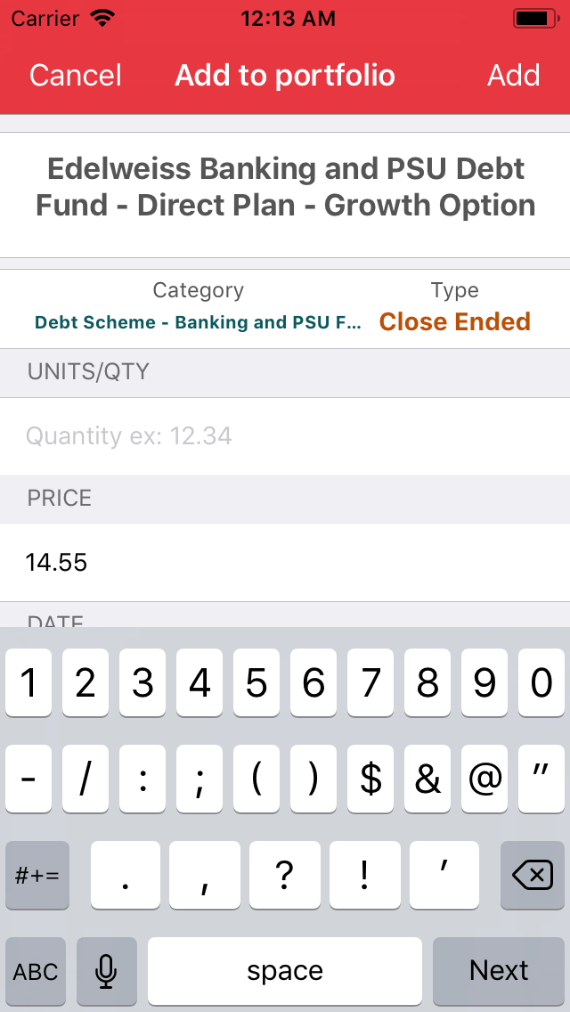 Carrier 12:13 AM
Cancel Add to portfolio Add
Edelweiss Banking and PSU Debt
Fund - Direct Plan - Growth Option
Category Type
Debt Scheme - Banking and PSU F... Close Ended
UNITS/QTY
Quantity ex: 12.34
PRICE
14.55
DATE
1 2 3 4 5 6 7 8 9 0
- / : ; ( ) $ & @ "
#+= . , ? ! '
ABC space Next